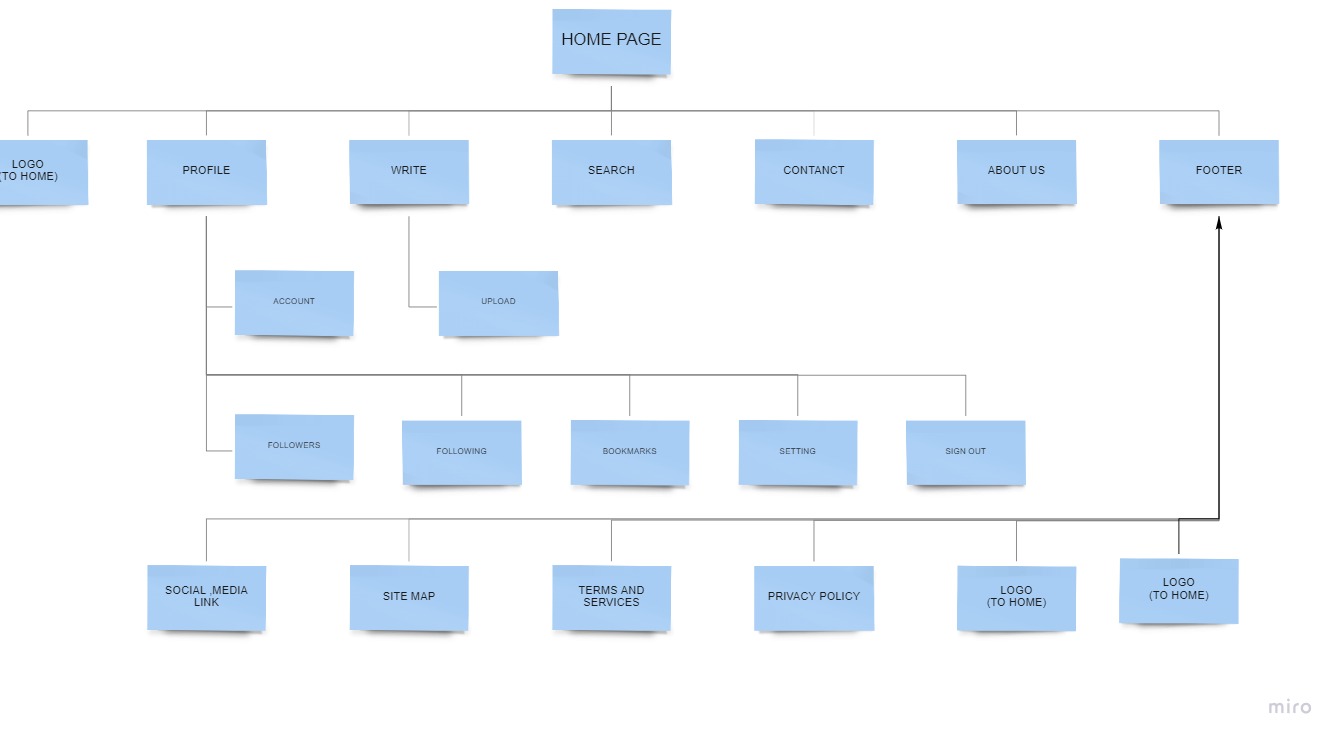 HOME PAGE
LOGO
(TO HOME)
PROFILE
WRITE
SEARCH
CONTANCT
ABOUT US
FOOTER
ACCOUNT
UPLOAD
FOLLOWERS
FOLLOWING
BOOKMARKS
SETTING
SIGN OUT
SOCIAL ,MEDIA
LINK
SITE MAP
TERMS AND
SERVICES
PRIVACY POLICY
LOGO
(TO HOME)
LOGO
(TO HOME)
miro